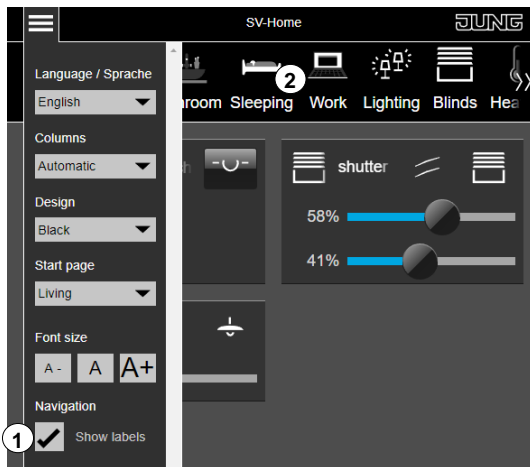 SV-Home
JUNG
2
room Sleeping Work Lighting Blinds Hea
Language / Sprache
English
Columns
Automatic
Design
Black
Start page
Living
Font size
A - A A+
Navigation
1
Show labels
h
shutter
58%
41%